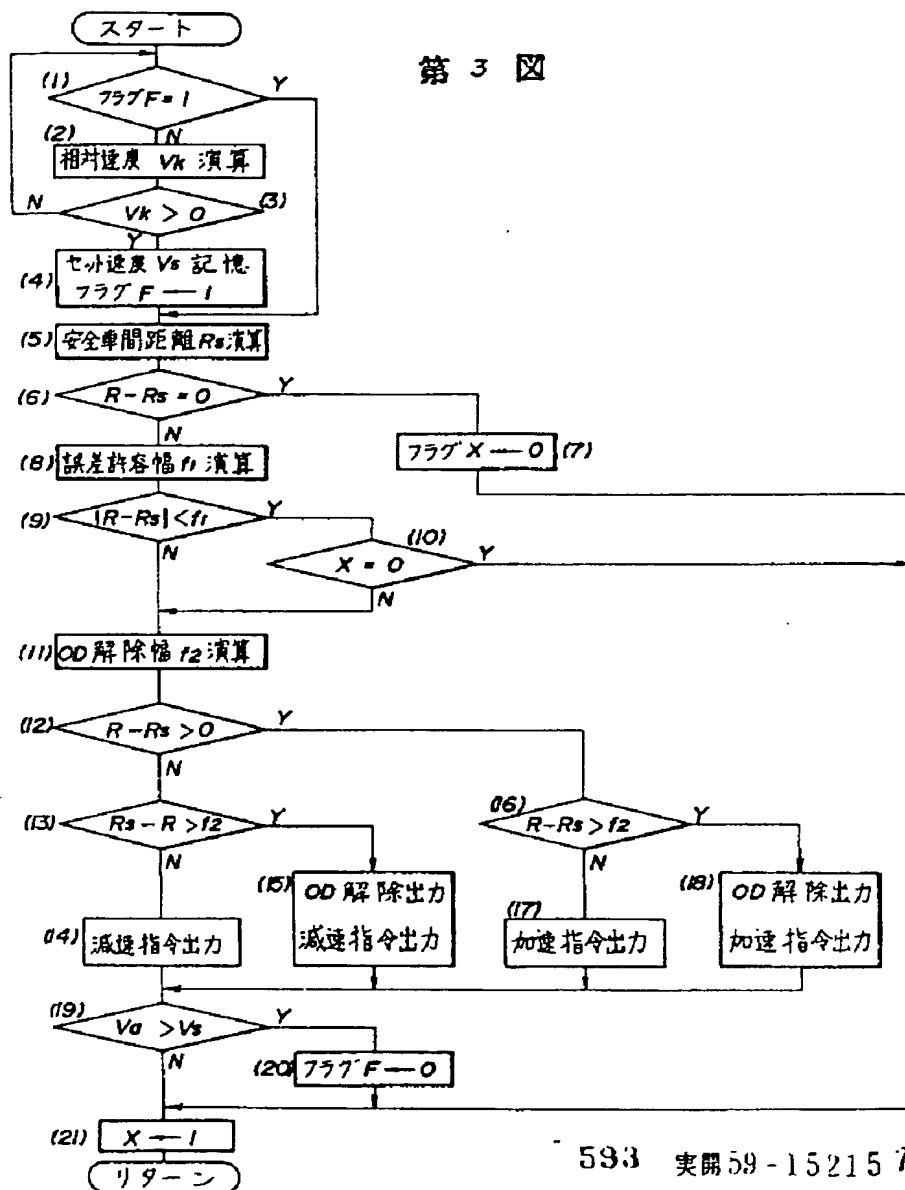 スタート
第 3 図
(1)
フラグF=1
Y
N
(2)
相対速度 Vk 演算
N
Vk > 0
(3)
Y
(4)
セット速度 Vs 記憶
フラグ F ← 1
(5)
安全車間距離Rs演算
(6)
R-Rs = 0
Y
N
フラグ X ← 0
(7)
(8)
誤差許容幅 f1 演算
(9)
|R-Rs|<f1
Y
N
(10)
X = 0
Y
N
(11)
OD 解除幅 f2 演算
(12)
R-Rs > 0
Y
N
(13)
Rs-R > f2
Y
N
(16)
R-Rs > f2
Y
N
(14)
減速指令出力
(15)
OD 解除出力
減速指令出力
(17)
加速指令出力
(18)
OD 解除出力
加速指令出力
(19)
Va > Vs
Y
N
(20)
フラグ F ← 0
(21)
X ← 1
リターン
593 実開59-152157